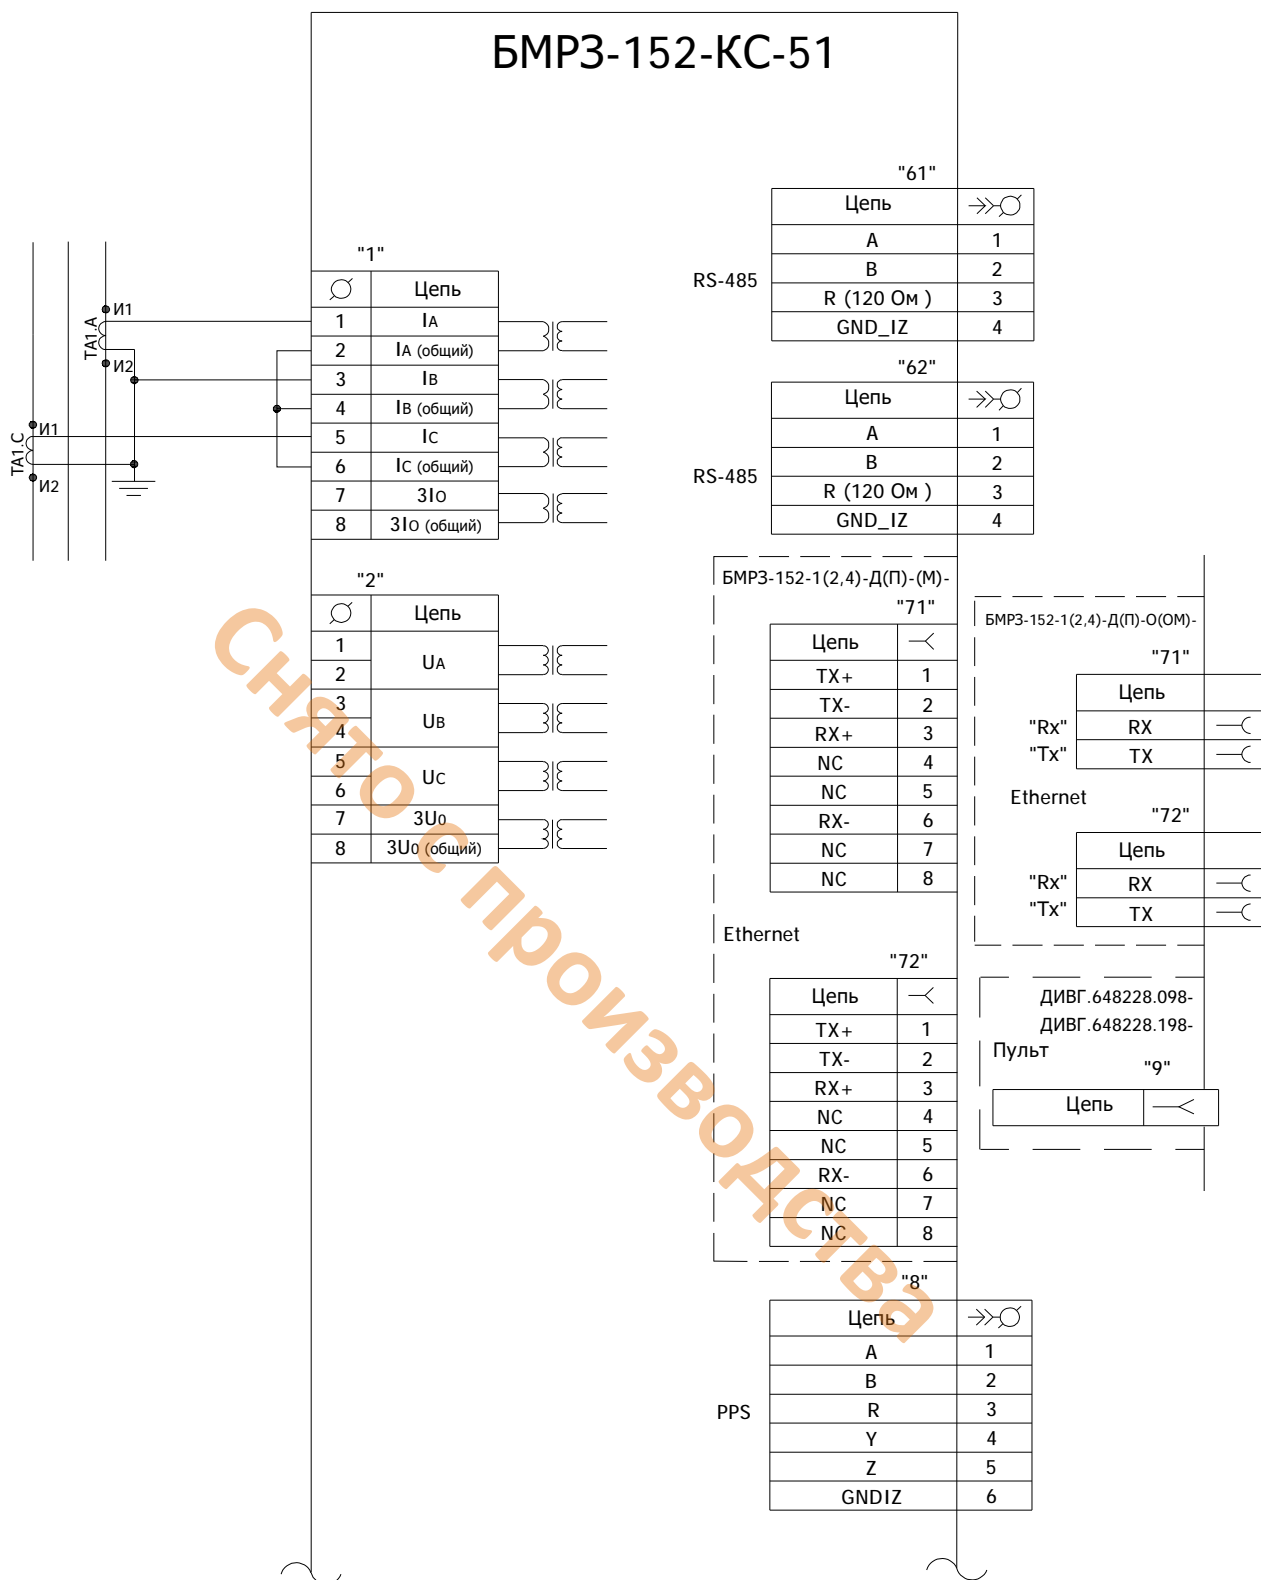 БМРЗ-152-КС-51
"1"
Цепь
1 IA
2 IA (общий)
3 IB
4 IB (общий)
5 IC
6 IC (общий)
7 3IO
8 3IO (общий)
TA1.A
И1
И2
TA1.C
И1
И2
"2"
Цепь
1
2
UA
3
4
UB
5
6
UC
7 3U0
8 3U0 (общий)
"61"
Цепь
RS-485
A 1
B 2
R (120 Ом ) 3
GND_IZ 4
"62"
Цепь
RS-485
A 1
B 2
R (120 Ом ) 3
GND_IZ 4
БМРЗ-152-1(2,4)-Д(П)-(М)-
"71"
Цепь
TX+ 1
TX- 2
RX+ 3
NC 4
NC 5
RX- 6
NC 7
NC 8
Ethernet
"72"
Цепь
TX+ 1
TX- 2
RX+ 3
NC 4
NC 5
RX- 6
NC 7
NC 8
БМРЗ-152-1(2,4)-Д(П)-О(ОМ)-
"71"
Цепь
"Rx" RX
"Tx" TX
Ethernet
"72"
Цепь
"Rx" RX
"Tx" TX
ДИВГ.648228.098-
ДИВГ.648228.198-
Пульт
"9"
Цепь
"8"
Цепь
PPS
A 1
B 2
R 3
Y 4
Z 5
GNDIZ 6
Снято с производства